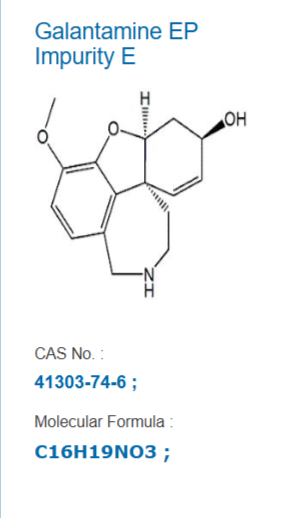 Galantamine EP
Impurity E
H
O
OH
O
N
H
CAS No. :
41303-74-6 ;
Molecular Formula :
C16H19NO3 ;